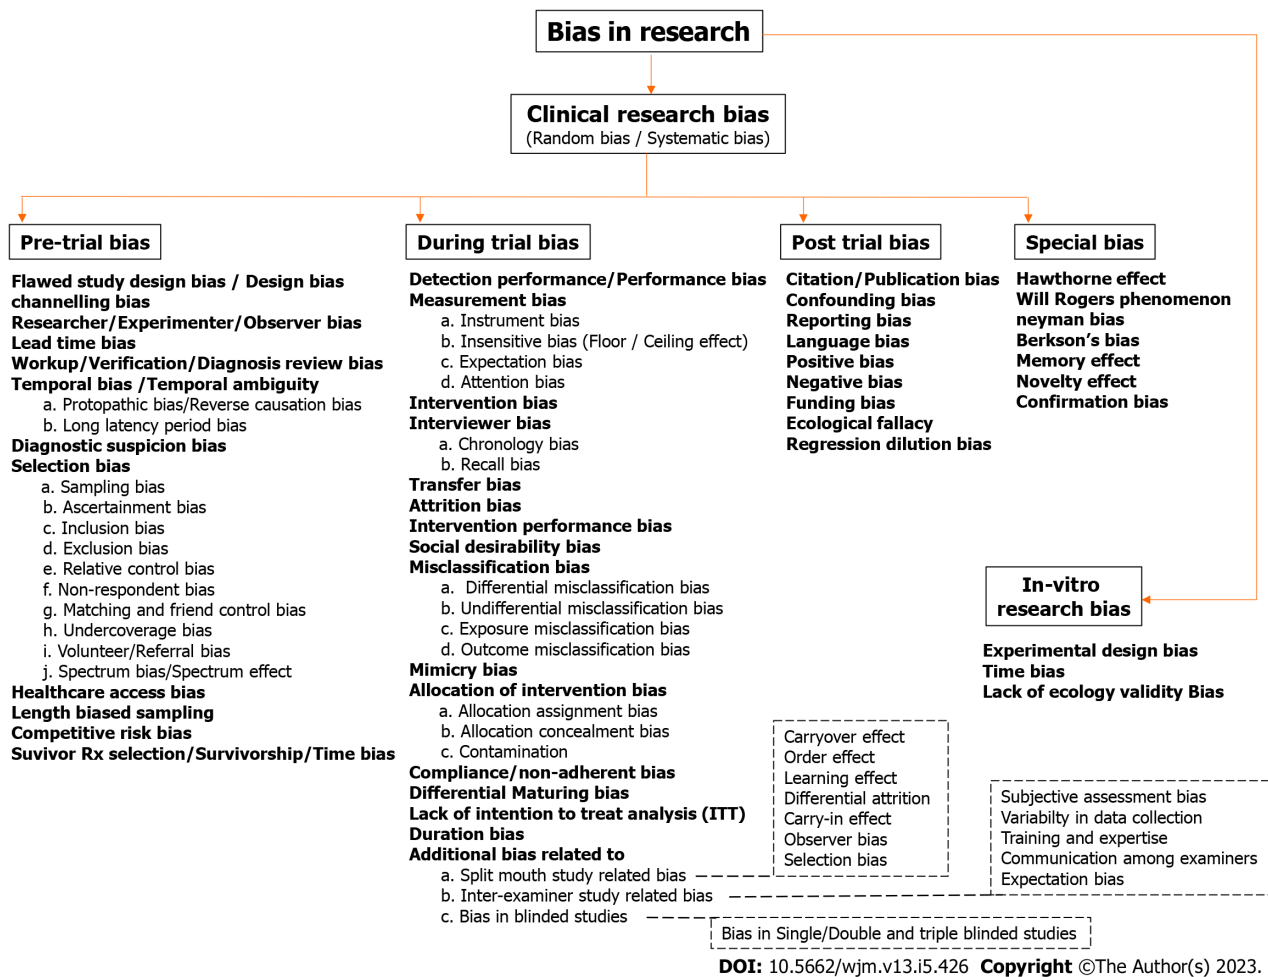 Bias in research
Clinical research bias
(Random bias / Systematic bias)
Pre-trial bias
Flawed study design bias / Design bias
channelling bias
Researcher/Experimenter/Observer bias
Lead time bias
Workup/Verification/Diagnosis review bias
Temporal bias /Temporal ambiguity
a. Protopathic bias/Reverse causation bias
b. Long latency period bias
Diagnostic suspicion bias
Selection bias
a. Sampling bias
b. Ascertainment bias
c. Inclusion bias
d. Exclusion bias
e. Relative control bias
f. Non-respondent bias
g. Matching and friend control bias
h. Undercoverage bias
i. Volunteer/Referral bias
j. Spectrum bias/Spectrum effect
Healthcare access bias
Length biased sampling
Competitive risk bias
Suvivor Rx selection/Survivorship/Time bias
During trial bias
Detection performance/Performance bias
Measurement bias
a. Instrument bias
b. Insensitive bias (Floor / Ceiling effect)
c. Expectation bias
d. Attention bias
Intervention bias
Interviewer bias
a. Chronology bias
b. Recall bias
Transfer bias
Attrition bias
Intervention performance bias
Social desirability bias
Misclassification bias
a. Differential misclassification bias
b. Undifferential misclassification bias
c. Exposure misclassification bias
d. Outcome misclassification bias
Mimicry bias
Allocation of intervention bias
a. Allocation assignment bias
b. Allocation concealment bias
c. Contamination
Compliance/non-adherent bias
Differential Maturing bias
Lack of intention to treat analysis (ITT)
Duration bias
Additional bias related to
a. Split mouth study related bias
b. Inter-examiner study related bias
c. Bias in blinded studies
Post trial bias
Citation/Publication bias
Confounding bias
Reporting bias
Language bias
Positive bias
Negative bias
Funding bias
Ecological fallacy
Regression dilution bias
Special bias
Hawthorne effect
Will Rogers phenomenon
neyman bias
Berkson's bias
Memory effect
Novelty effect
Confirmation bias
In-vitro
research bias
Experimental design bias
Time bias
Lack of ecology validity Bias
Carryover effect
Order effect
Learning effect
Differential attrition
Carry-in effect
Observer bias
Selection bias
Subjective assessment bias
Variabilty in data collection
Training and expertise
Communication among examiners
Expectation bias
Bias in Single/Double and triple blinded studies
DOI: 10.5662/wjm.v13.i5.426 Copyright ©The Author(s) 2023.